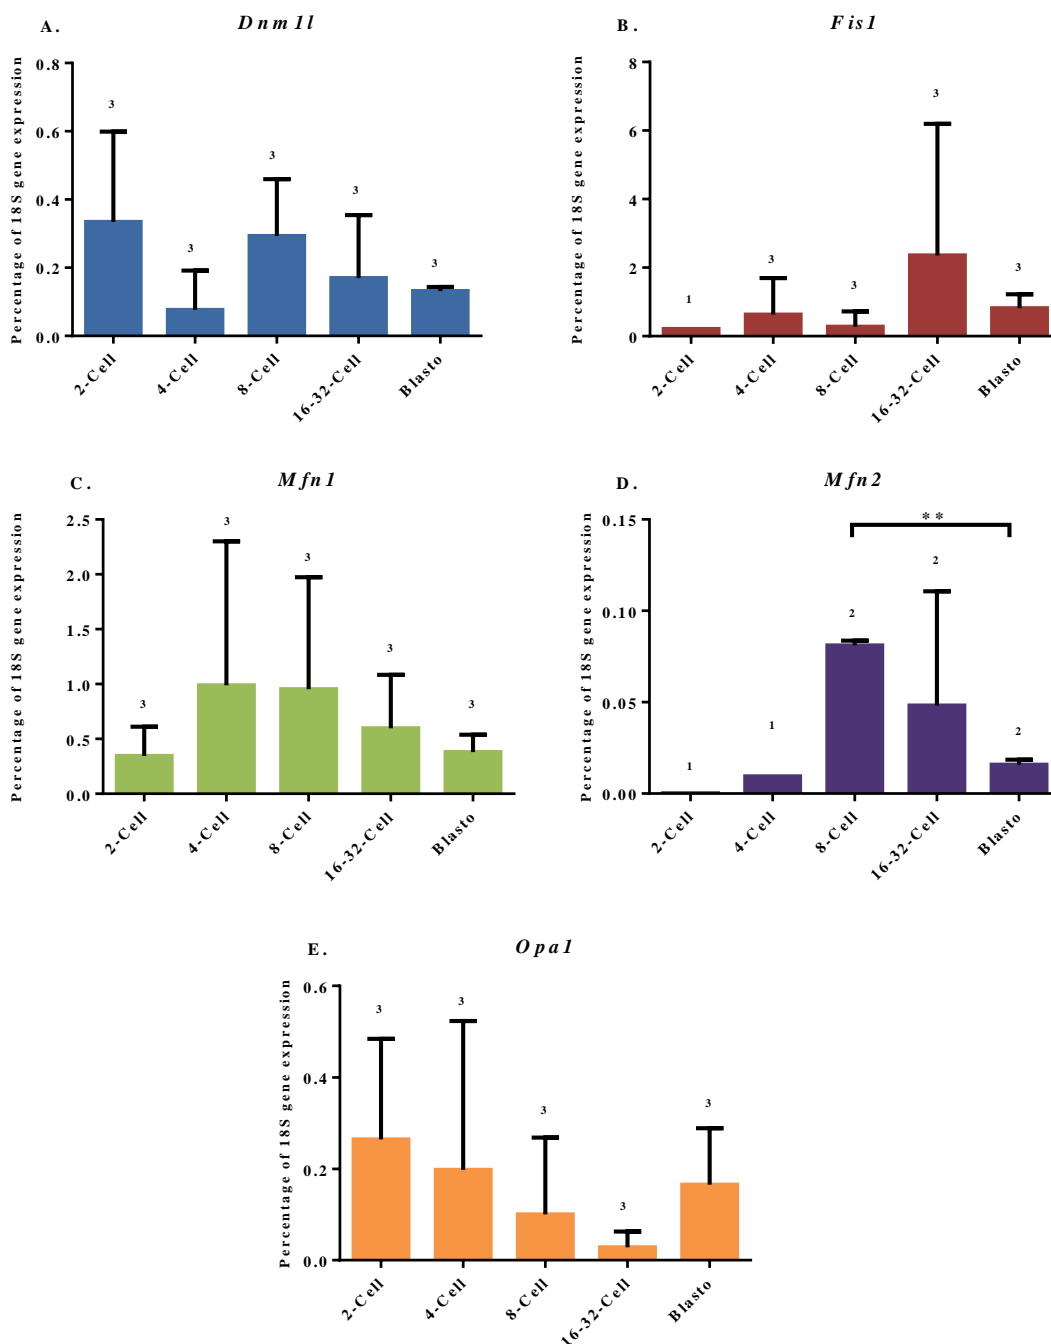 A.
Dnm1l
Percentage of 18S gene expression
0.8
0.6
0.4
0.2
0.0
3
3
3
3
3
2-Cell
4-Cell
8-Cell
16-32-Cell
Blasto
B.
Fis1
Percentage of 18S gene expression
8
6
4
2
0
1
3
3
3
3
2-Cell
4-Cell
8-Cell
16-32-Cell
Blasto
C.
Mfn1
Percentage of 18S gene expression
2.5
2.0
1.5
1.0
0.5
0.0
3
3
3
3
3
2-Cell
4-Cell
8-Cell
16-32-Cell
Blasto
D.
Mfn2
Percentage of 18S gene expression
0.15
0.10
0.05
0.00
**
1
1
2
2
2
2-Cell
4-Cell
8-Cell
16-32-Cell
Blasto
E.
Opa1
Percentage of 18S gene expression
0.6
0.4
0.2
0.0
3
3
3
3
3
2-Cell
4-Cell
8-Cell
16-32-Cell
Blasto